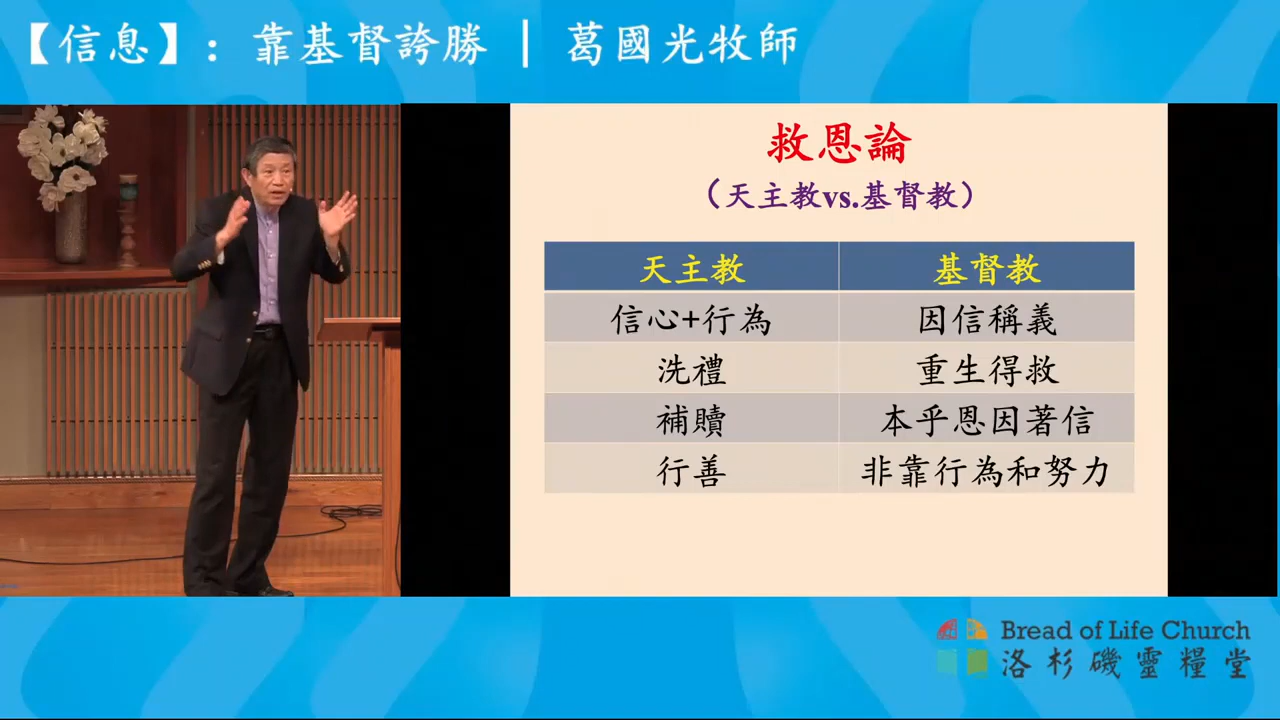 【信息】：靠基督誇勝 | 葛國光牧師
救恩論
（天主教vs.基督教）
天主教 基督教
信心+行為 因信稱義
洗禮 重生得救
補贖 本乎恩因著信
行善 非靠行為和努力
Bread of Life Church
洛杉磯靈糧堂